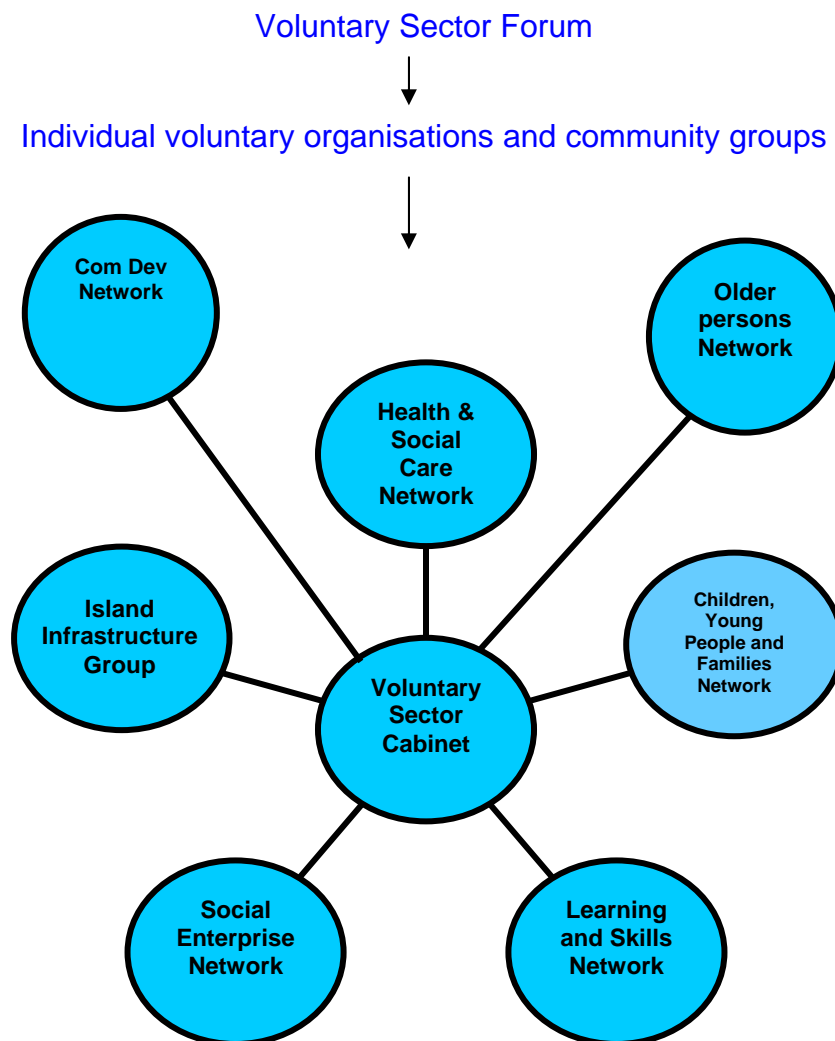 Voluntary Sector Forum
Individual voluntary organisations and community groups
Com Dev
Network
Older
persons
Network
Health &
Social
Care
Network
Island
Infrastructure
Group
Children,
Young
People and
Families
Network
Voluntary
Sector
Cabinet
Social
Enterprise
Network
Learning
and Skills
Network